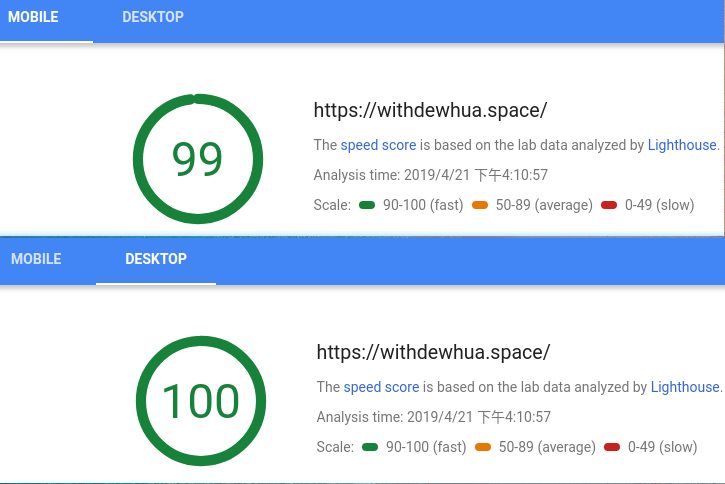 MOBILE DESKTOP
https://withdewhua.space/
99
The speed score is based on the lab data analyzed by Lighthouse.
Analysis time: 2019/4/21 下午4:10:57
Scale: 90-100 (fast) 50-89 (average) 0-49 (slow)
MOBILE DESKTOP
https://withdewhua.space/
100
The speed score is based on the lab data analyzed by Lighthouse.
Analysis time: 2019/4/21 下午4:10:57
Scale: 90-100 (fast) 50-89 (average) 0-49 (slow)